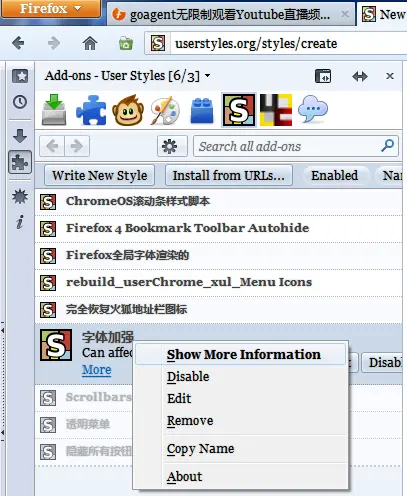 Firefox
goagent无限制观看Youtube直播频...
New
userstyles.org/styles/create
Add-ons - User Styles [6/3]
Search all add-ons
Write New Style
Install from URLs...
Enabled
Nam
ChromeOS滚动条样式脚本
Firefox 4 Bookmark Toolbar Autohide
Firefox全局字体渲染的
rebuild_userChrome_xul_Menu Icons
完全恢复火狐地址栏图标
字体加强
Can affec
More
Disabl
Show More Information
Disable
Edit
Remove
Copy Name
About
Scrollbars
透明菜单
隐藏所有按钮